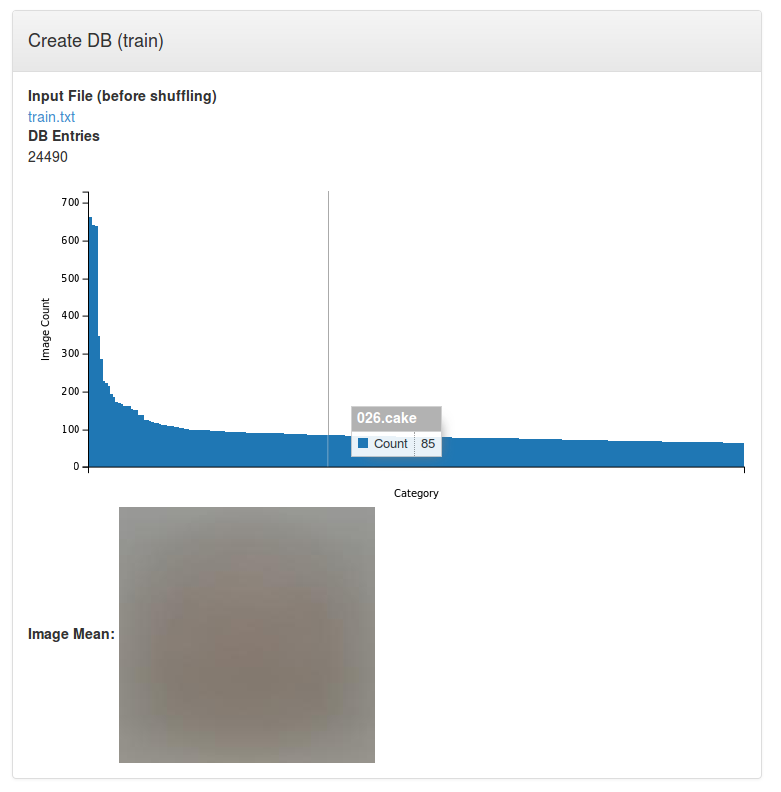 Create DB (train)
Input File (before shuffling)
train.txt
DB Entries
24490
700
600
500
400
300
200
100
0
Image Count
026.cake
Count 85
Category
Image Mean: